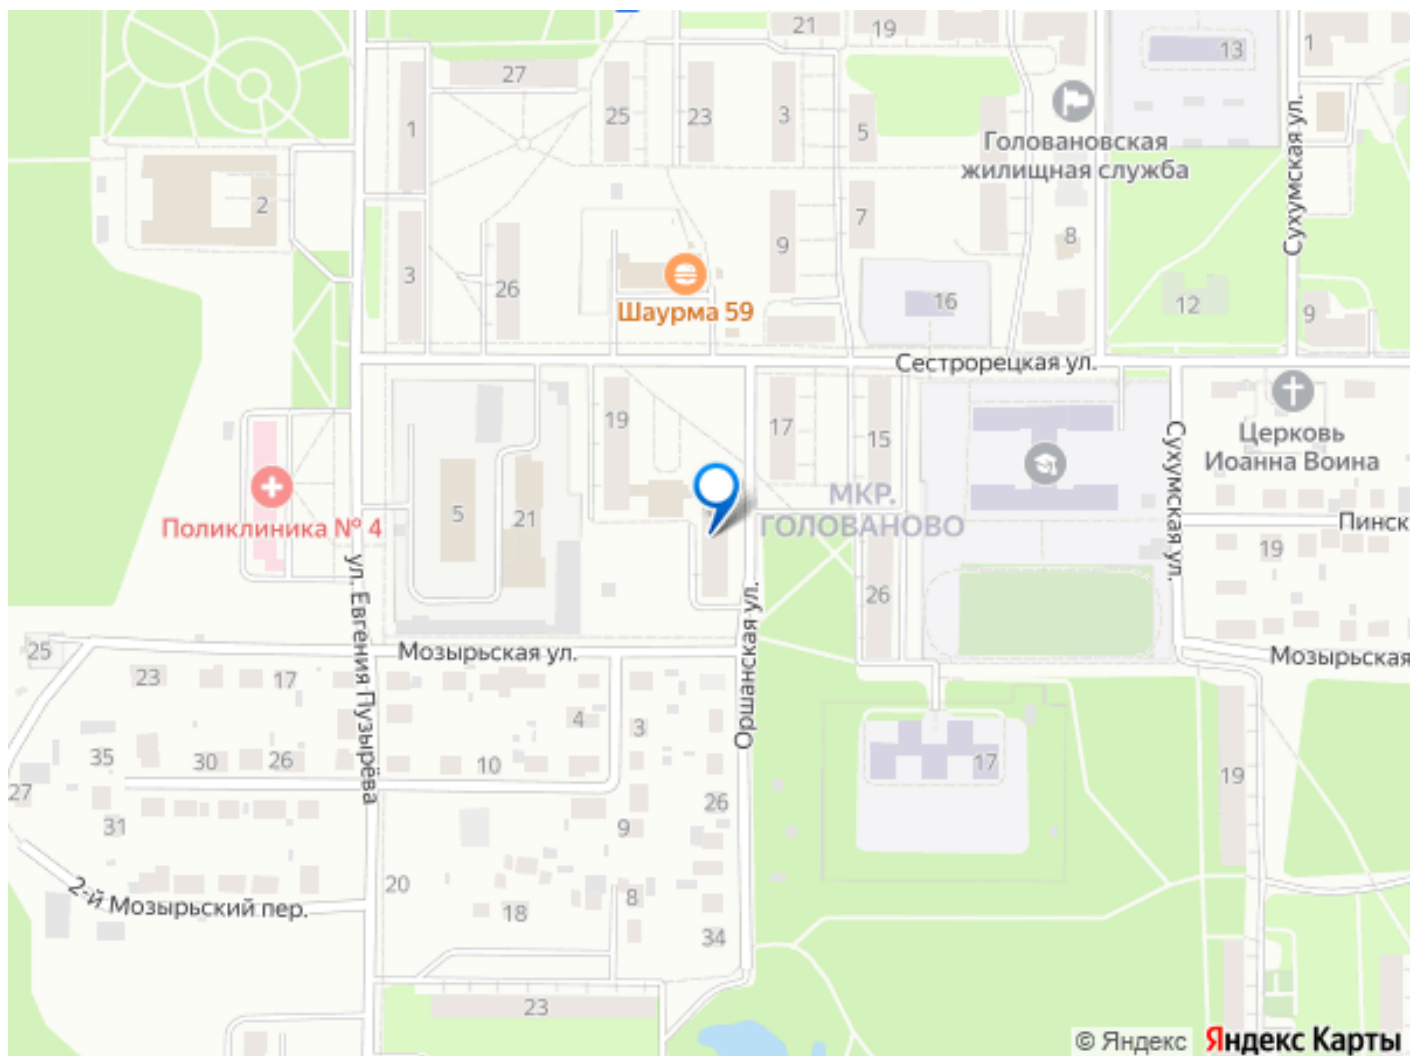 21
19
13
1
27
25
23
3
5
1
Головановская
жилищная служба
Сухумская ул.
2
3
26
9
7
8
16
12
9
Шаурма 59
Сестрорецкая ул.
19
17
15
Церковь
Иоанна Воина
Сухумская ул.
Поликлиника № 4
5
21
МКР.
ГОЛОВАНОВО
Пинск
19
26
ул. Евгения Пузырёва
Оршанская ул.
25
Мозырьская ул.
Мозырьская
23
17
4
3
35
30
26
10
17
19
27
26
31
9
20
2-й Мозырьский пер.
18
8
34
23
© Яндекс
Яндекс Карты